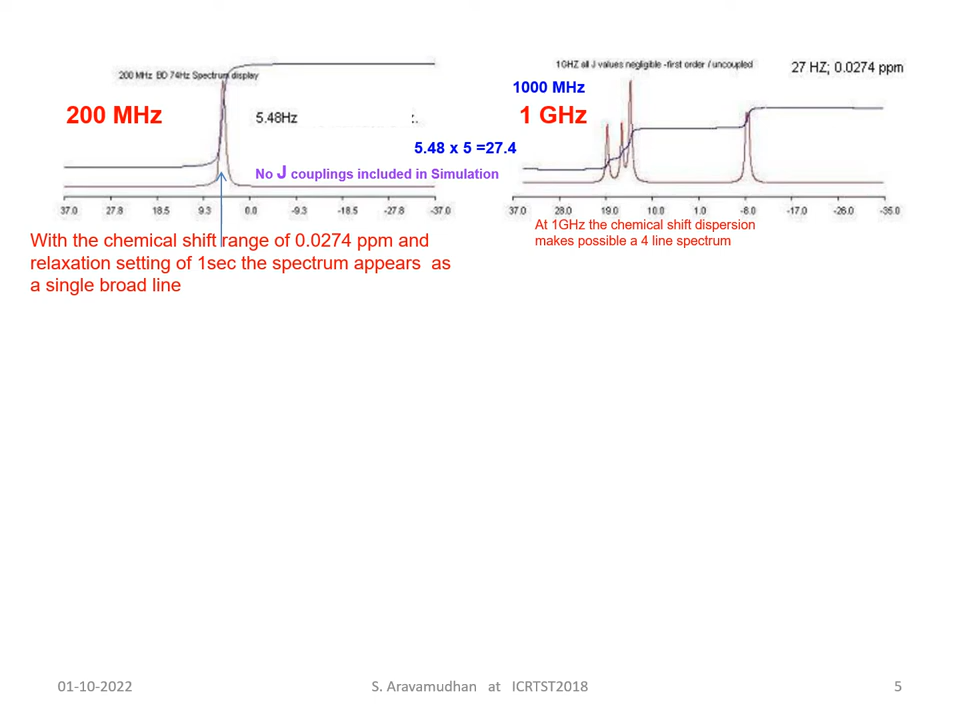 200 MHz BO 74Hz Spectrum display
200 MHz
5.48Hz
z.
5.48 x 5 =27.4
No J couplings included in Simulation
37.0 27.8 18.5 9.3 0.0 -9.3 -18.5 -27.8 -37.0
With the chemical shift range of 0.0274 ppm and
relaxation setting of 1sec the spectrum appears as
a single broad line
1GHZ all J values negligible -first order / uncoupled
27 HZ; 0.0274 ppm
1000 MHz
1 GHz
37.0 28.0 19.0 10.0 1.0 -8.0 -17.0 -26.0 -35.0
At 1GHz the chemical shift dispersion
makes possible a 4 line spectrum
01-10-2022
S. Aravamudhan at ICRTST2018
5